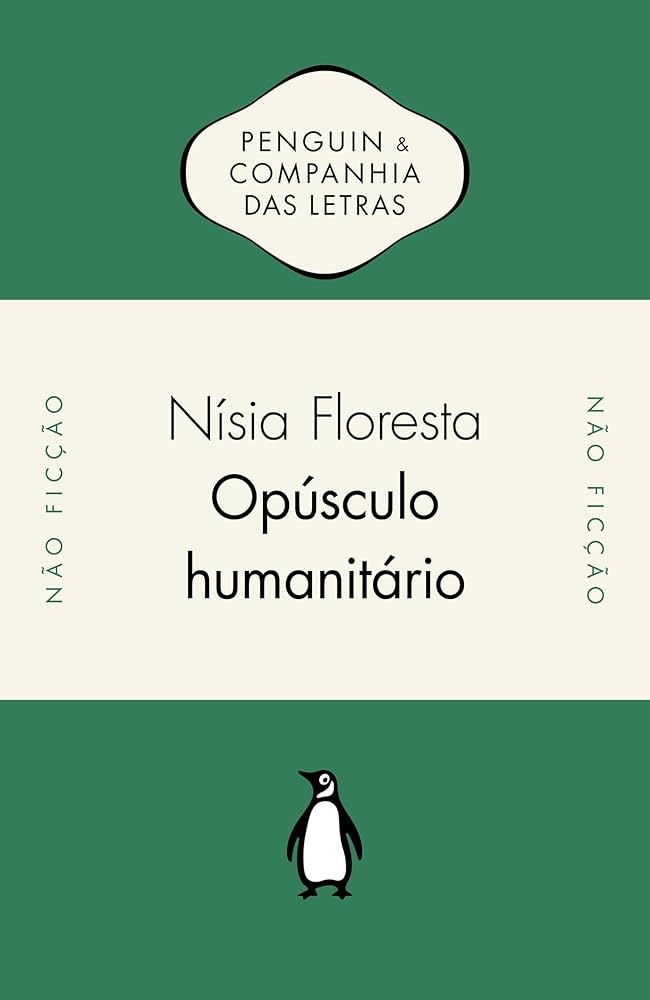 PENGUIN &
COMPANHIA
DAS LETRAS
Nísia Floresta
Opúsculo
humanitário
NÃO FICÇÃO
NÃO FICÇÃO